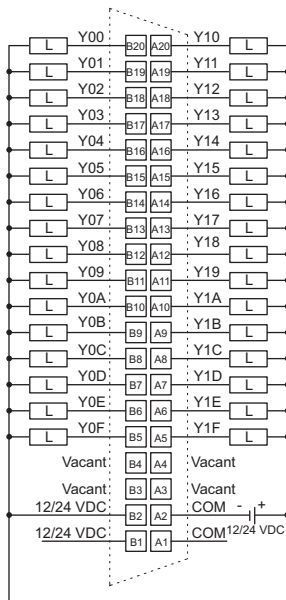 L Y00 B20 A20 Y10 L
L Y01 B19 A19 Y11 L
L Y02 B18 A18 Y12 L
L Y03 B17 A17 Y13 L
L Y04 B16 A16 Y14 L
L Y05 B15 A15 Y15 L
L Y06 B14 A14 Y16 L
L Y07 B13 A13 Y17 L
L Y08 B12 A12 Y18 L
L Y09 B11 A11 Y19 L
L Y0A B10 A10 Y1A L
L Y0B B9 A9 Y1B L
L Y0C B8 A8 Y1C L
L Y0D B7 A7 Y1D L
L Y0E B6 A6 Y1E L
L Y0F B5 A5 Y1F L
Vacant B4 A4 Vacant
Vacant B3 A3 Vacant
12/24 VDC B2 A2 COM - +
12/24 VDC B1 A1 COM 12/24 VDC